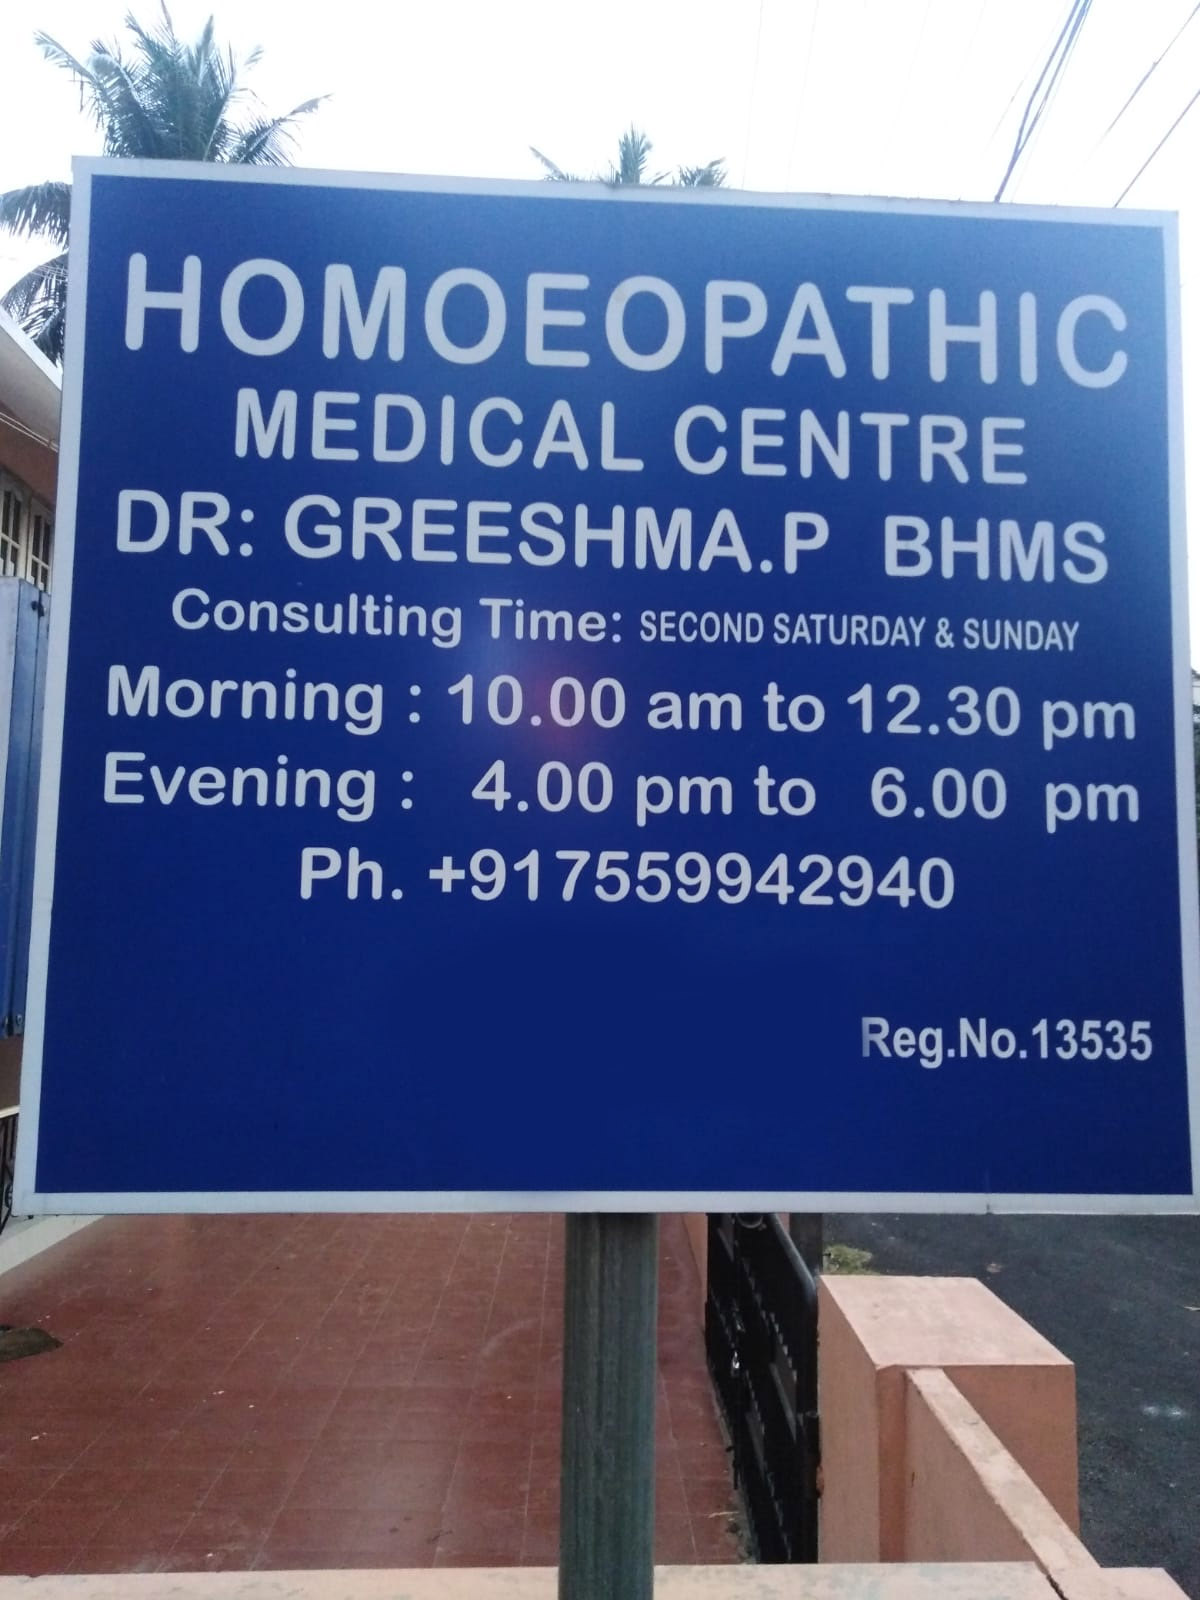 HOMOEOPATHIC
MEDICAL CENTRE
DR: GREESHMA.P BHMS
Consulting Time: SECOND SATURDAY & SUNDAY
Morning : 10.00 am to 12.30 pm
Evening : 4.00 pm to 6.00 pm
Ph. +917559942940
Reg.No.13535